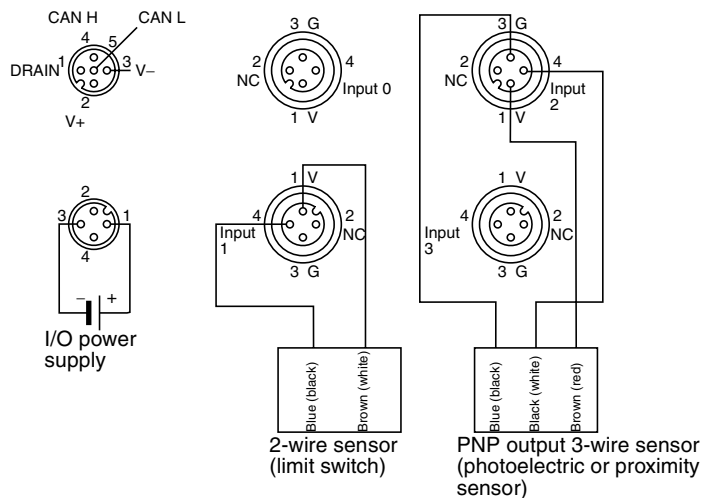 CAN H
CAN L
4
5
DRAIN
1
3
V–
2
V+
3 G
2
NC
4
Input 0
1 V
3 G
2
NC
4
Input
2
1 V
2
3
1
4
–
+
I/O power
supply
1 V
4
Input
1
2
NC
3 G
1 V
4
Input
3
2
NC
3 G
Blue (black)
Brown (white)
2-wire sensor
(limit switch)
Blue (black)
Black (white)
Brown (red)
PNP output 3-wire sensor
(photoelectric or proximity
sensor)